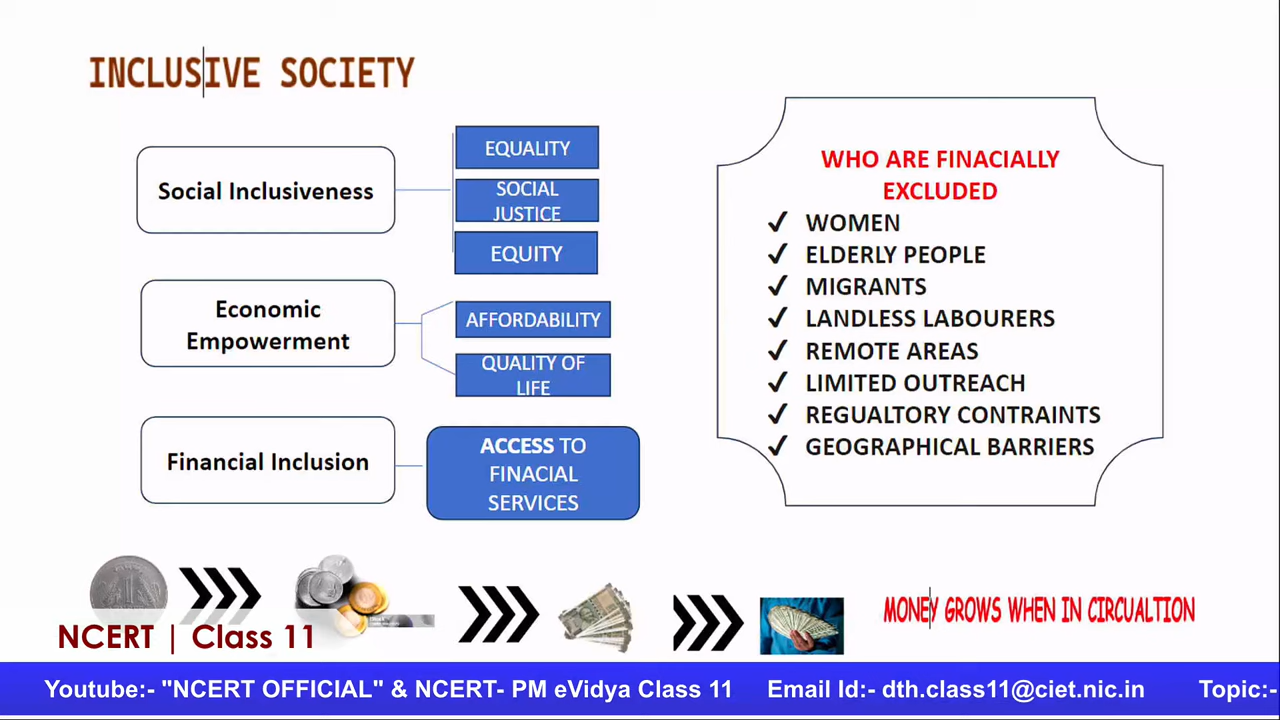 INCLUSIVE SOCIETY
Social Inclusiveness
EQUALITY
SOCIAL
JUSTICE
EQUITY
Economic
Empowerment
AFFORDABILITY
QUALITY OF
LIFE
Financial Inclusion
ACCESS TO
FINACIAL
SERVICES
WHO ARE FINACIALLY
EXCLUDED
✓ WOMEN
✓ ELDERLY PEOPLE
✓ MIGRANTS
✓ LANDLESS LABOURERS
✓ REMOTE AREAS
✓ LIMITED OUTREACH
✓ REGUALTORY CONTRAINTS
✓ GEOGRAPHICAL BARRIERS
MONEY GROWS WHEN IN CIRCUALTION
NCERT | Class 11
Youtube:- "NCERT OFFICIAL" & NCERT- PM eVidya Class 11 Email Id:- dth.class11@ciet.nic.in Topic:-